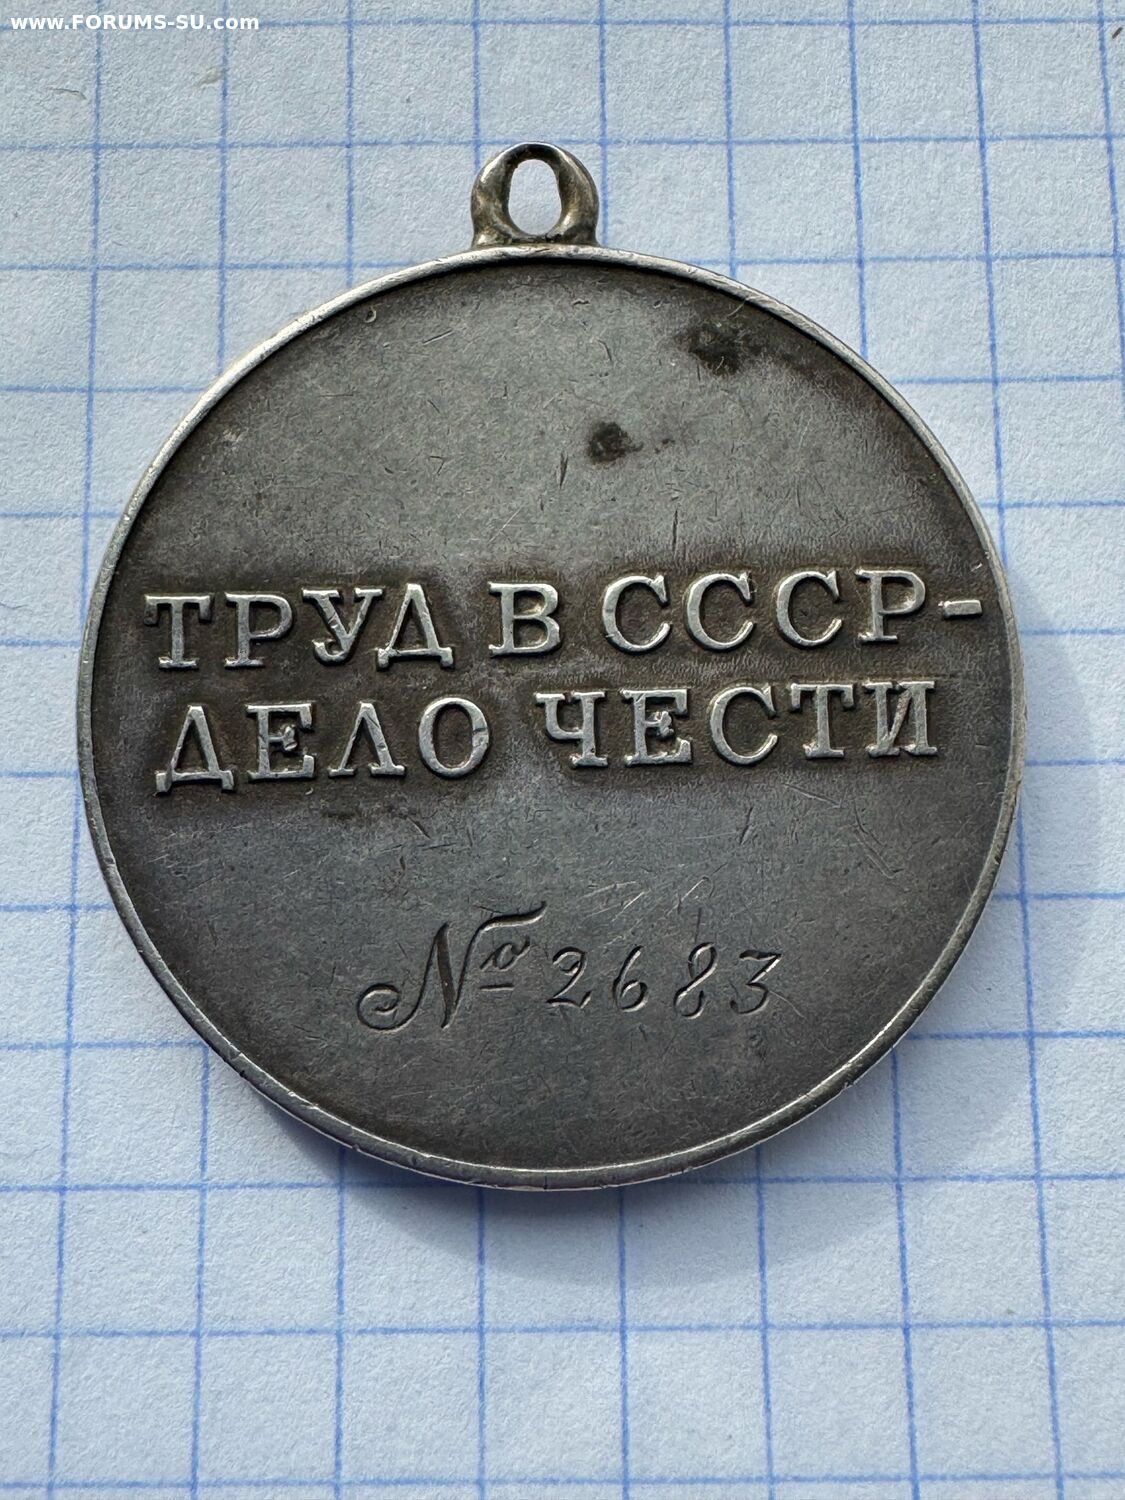 www.FORUMS-SU.com
ТРУД В СССР-
ДЕЛО ЧЕСТИ
№ 2683